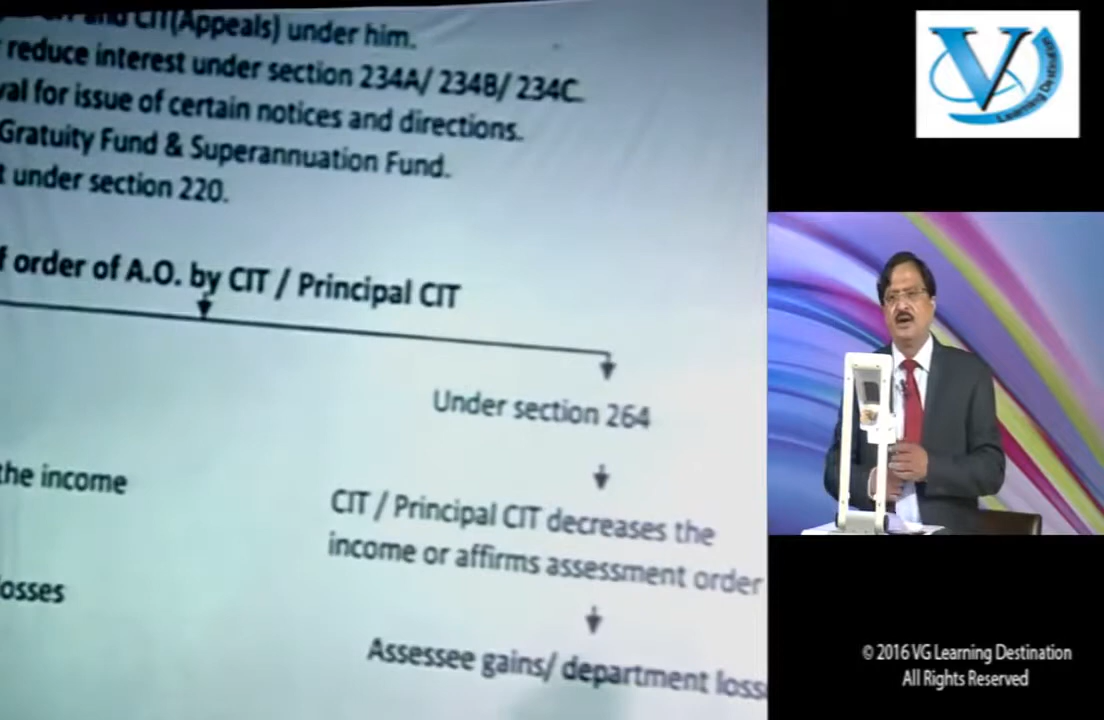 and CIT(Appeals) under him.
reduce interest under section 234A/ 234B/ 234C.
val for issue of certain notices and directions.
Gratuity Fund & Superannuation Fund.
t under section 220.
f order of A.O. by CIT / Principal CIT
Under section 264
the income
CIT / Principal CIT decreases the
income or affirms assessment order
osses
Assessee gains/ department loss
V
Learning Destination
© 2016 VG Learning Destination
All Rights Reserved